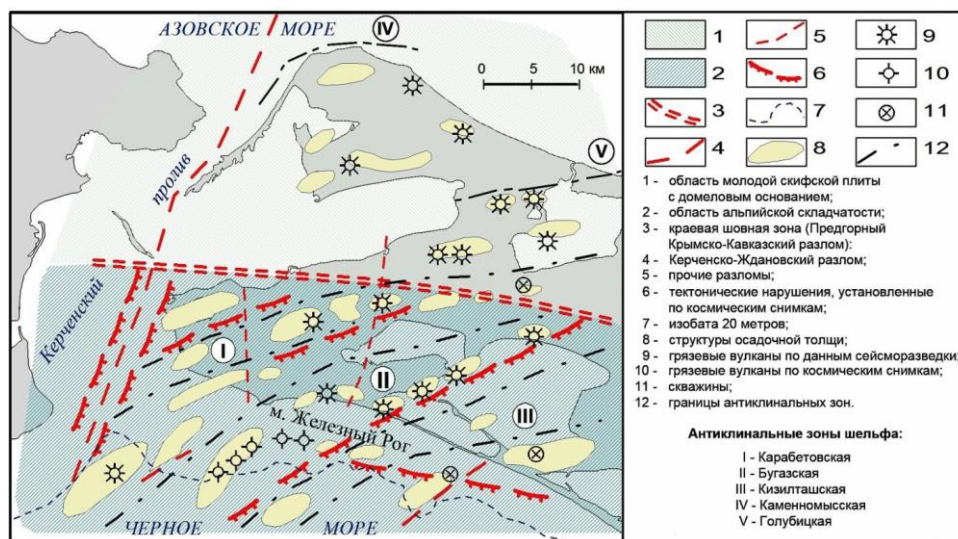 АЗОВСКОЕ МОРЕ
IV
0 5 10 км
V
пролив
Керченский
I
II
м. Железный Рог
III
ЧЕРНОЕ МОРЕ
1 5 9
2 6 10
3 7 11
4 8 12
1 - область молодой скифской плиты
с домеловым основанием;
2 - область альпийской складчатости;
3 - краевая шовная зона (Предгорный
Крымско-Кавказский разлом):
4 - Керченско-Ждановский разлом;
5 - прочие разломы;
6 - тектонические нарушения, установленные
по космическим снимкам;
7 - изобата 20 метров;
8 - структуры осадочной толщи;
9 - грязевые вулканы по данным сейсморазведки;
10 - грязевые вулканы по космическим снимкам;
11 - скважины;
12 - границы антиклинальных зон.
Антиклинальные зоны шельфа:
I - Карабетовская
II - Бугазская
III - Кизилташская
IV - Каменномысская
V - Голубицкая